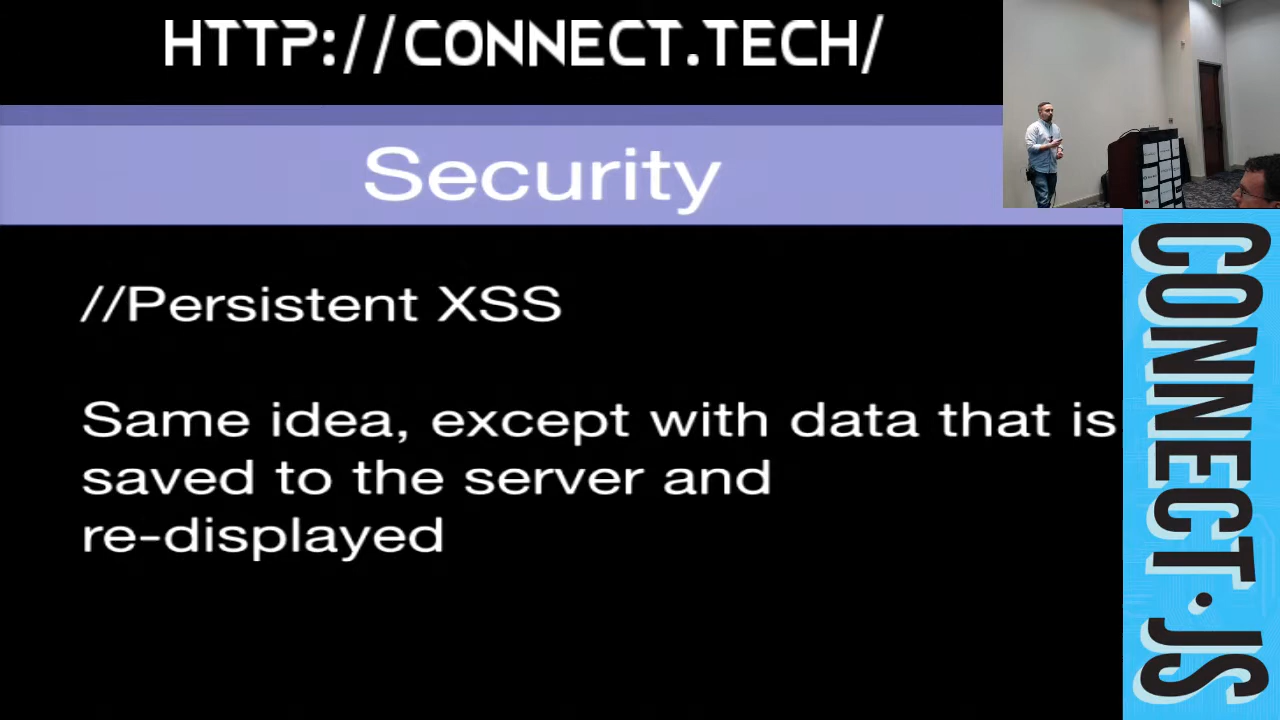 HTTP://CONNECT.TECH/
Security
//Persistent XSS
Same idea, except with data that is
saved to the server and
re-displayed
CONNECT.JS